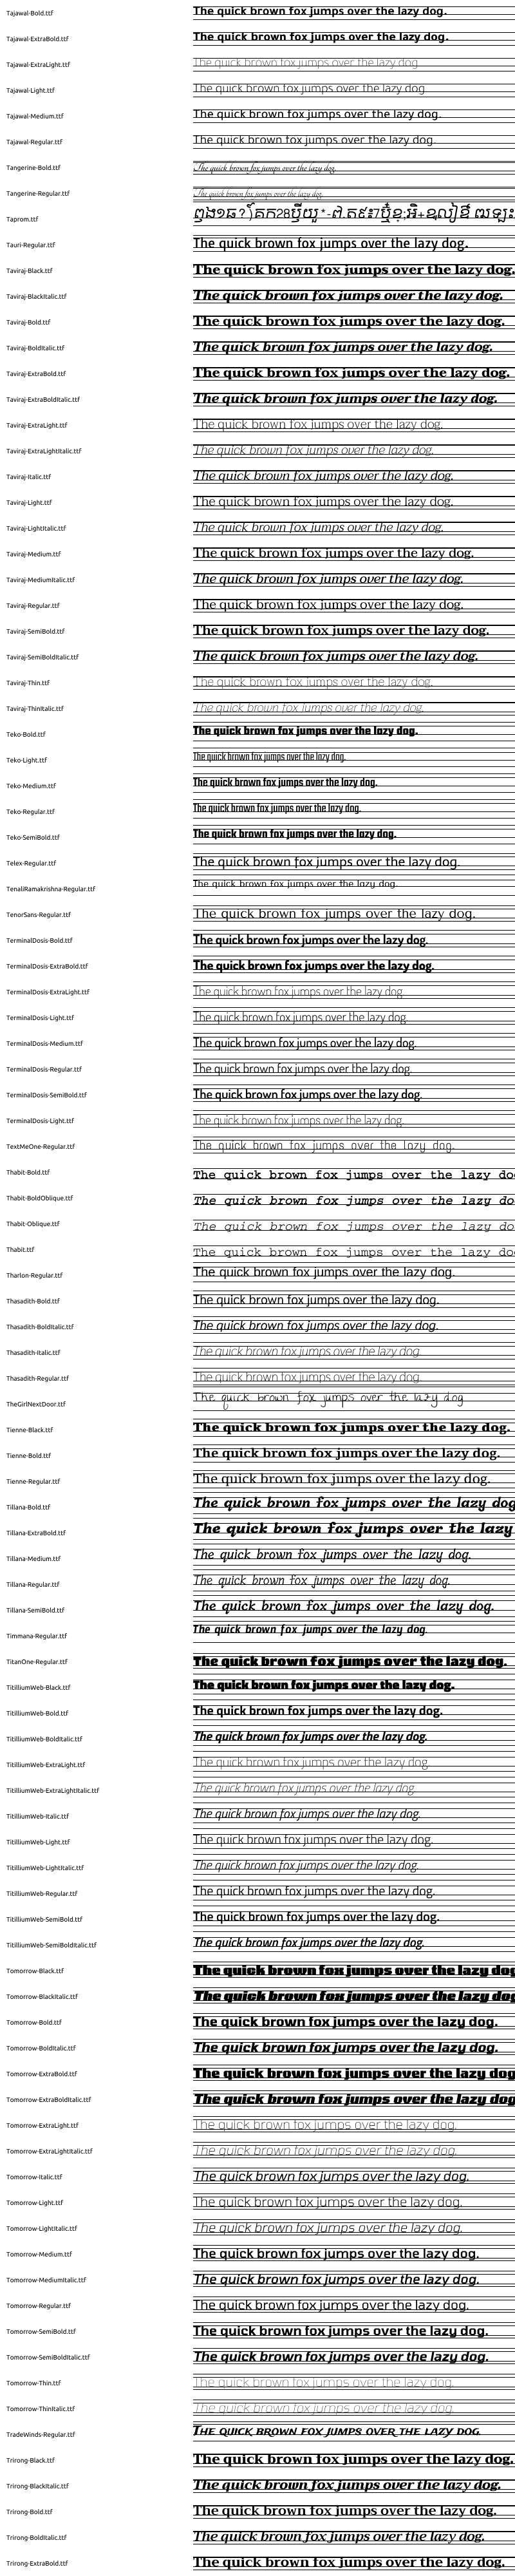 Tajawal-Bold.ttf The quick brown fox jumps over the lazy dog.
Tajawal-ExtraBold.ttf The quick brown fox jumps over the lazy dog.
Tajawal-ExtraLight.ttf The quick brown fox jumps over the lazy dog.
Tajawal-Light.ttf The quick brown fox jumps over the lazy dog.
Tajawal-Medium.ttf The quick brown fox jumps over the lazy dog.
Tajawal-Regular.ttf The quick brown fox jumps over the lazy dog.
Tangerine-Bold.ttf The quick brown fox jumps over the lazy dog.
Tangerine-Regular.ttf The quick brown fox jumps over the lazy dog.
Taprom.ttf
Tauri-Regular.ttf The quick brown fox jumps over the lazy dog.
Taviraj-Black.ttf The quick brown fox jumps over the lazy dog.
Taviraj-BlackItalic.ttf The quick brown fox jumps over the lazy dog.
Taviraj-Bold.ttf The quick brown fox jumps over the lazy dog.
Taviraj-BoldItalic.ttf The quick brown fox jumps over the lazy dog.
Taviraj-ExtraBold.ttf The quick brown fox jumps over the lazy dog.
Taviraj-ExtraBoldItalic.ttf The quick brown fox jumps over the lazy dog.
Taviraj-ExtraLight.ttf The quick brown fox jumps over the lazy dog.
Taviraj-ExtraLightItalic.ttf The quick brown fox jumps over the lazy dog.
Taviraj-Italic.ttf The quick brown fox jumps over the lazy dog.
Taviraj-Light.ttf The quick brown fox jumps over the lazy dog.
Taviraj-LightItalic.ttf The quick brown fox jumps over the lazy dog.
Taviraj-Medium.ttf The quick brown fox jumps over the lazy dog.
Taviraj-MediumItalic.ttf The quick brown fox jumps over the lazy dog.
Taviraj-Regular.ttf The quick brown fox jumps over the lazy dog.
Taviraj-SemiBold.ttf The quick brown fox jumps over the lazy dog.
Taviraj-SemiBoldItalic.ttf The quick brown fox jumps over the lazy dog.
Taviraj-Thin.ttf The quick brown fox jumps over the lazy dog.
Taviraj-ThinItalic.ttf The quick brown fox jumps over the lazy dog.
Teko-Bold.ttf The quick brown fox jumps over the lazy dog.
Teko-Light.ttf The quick brown fox jumps over the lazy dog.
Teko-Medium.ttf The quick brown fox jumps over the lazy dog.
Teko-Regular.ttf The quick brown fox jumps over the lazy dog.
Teko-SemiBold.ttf The quick brown fox jumps over the lazy dog.
Telex-Regular.ttf The quick brown fox jumps over the lazy dog.
TenaliRamakrishna-Regular.ttf The quick brown fox jumps over the lazy dog.
TenorSans-Regular.ttf The quick brown fox jumps over the lazy dog.
TerminalDosis-Bold.ttf The quick brown fox jumps over the lazy dog.
TerminalDosis-ExtraBold.ttf The quick brown fox jumps over the lazy dog.
TerminalDosis-ExtraLight.ttf The quick brown fox jumps over the lazy dog.
TerminalDosis-Light.ttf The quick brown fox jumps over the lazy dog.
TerminalDosis-Medium.ttf The quick brown fox jumps over the lazy dog.
TerminalDosis-Regular.ttf The quick brown fox jumps over the lazy dog.
TerminalDosis-SemiBold.ttf The quick brown fox jumps over the lazy dog.
TerminalDosis-Light.ttf The quick brown fox jumps over the lazy dog.
TextMeOne-Regular.ttf The quick brown fox jumps over the lazy dog.
Thabit-Bold.ttf The quick brown fox jumps over the lazy do
Thabit-BoldOblique.ttf The quick brown fox jumps over the lazy do
Thabit-Oblique.ttf The quick brown fox jumps over the lazy do
Thabit.ttf The quick brown fox jumps over the lazy do
Tharlon-Regular.ttf The quick brown fox jumps over the lazy dog.
Thasadith-Bold.ttf The quick brown fox jumps over the lazy dog.
Thasadith-BoldItalic.ttf The quick brown fox jumps over the lazy dog.
Thasadith-Italic.ttf The quick brown fox jumps over the lazy dog.
Thasadith-Regular.ttf The quick brown fox jumps over the lazy dog.
TheGirlNextDoor.ttf The quick brown fox jumps over the lazy dog
Tienne-Black.ttf The quick brown fox jumps over the lazy dog.
Tienne-Bold.ttf The quick brown fox jumps over the lazy dog.
Tienne-Regular.ttf The quick brown fox jumps over the lazy dog.
Tillana-Bold.ttf The quick brown fox jumps over the lazy dog
Tillana-ExtraBold.ttf The quick brown fox jumps over the lazy
Tillana-Medium.ttf The quick brown fox jumps over the lazy dog.
Tillana-Regular.ttf The quick brown fox jumps over the lazy dog.
Tillana-SemiBold.ttf The quick brown fox jumps over the lazy dog.
Timmana-Regular.ttf The quick brown fox jumps over the lazy dog.
TitanOne-Regular.ttf The quick brown fox jumps over the lazy dog.
TitilliumWeb-Black.ttf The quick brown fox jumps over the lazy dog.
TitilliumWeb-Bold.ttf The quick brown fox jumps over the lazy dog.
TitilliumWeb-BoldItalic.ttf The quick brown fox jumps over the lazy dog.
TitilliumWeb-ExtraLight.ttf The quick brown fox jumps over the lazy dog.
TitilliumWeb-ExtraLightItalic.ttf The quick brown fox jumps over the lazy dog.
TitilliumWeb-Italic.ttf The quick brown fox jumps over the lazy dog.
TitilliumWeb-Light.ttf The quick brown fox jumps over the lazy dog.
TitilliumWeb-LightItalic.ttf The quick brown fox jumps over the lazy dog.
TitilliumWeb-Regular.ttf The quick brown fox jumps over the lazy dog.
TitilliumWeb-SemiBold.ttf The quick brown fox jumps over the lazy dog.
TitilliumWeb-SemiBoldItalic.ttf The quick brown fox jumps over the lazy dog.
Tomorrow-Black.ttf The quick brown fox jumps over the lazy dog
Tomorrow-BlackItalic.ttf The quick brown fox jumps over the lazy dog
Tomorrow-Bold.ttf The quick brown fox jumps over the lazy dog.
Tomorrow-BoldItalic.ttf The quick brown fox jumps over the lazy dog.
Tomorrow-ExtraBold.ttf The quick brown fox jumps over the lazy dog
Tomorrow-ExtraBoldItalic.ttf The quick brown fox jumps over the lazy dog
Tomorrow-ExtraLight.ttf The quick brown fox jumps over the lazy dog.
Tomorrow-ExtraLightItalic.ttf The quick brown fox jumps over the lazy dog.
Tomorrow-Italic.ttf The quick brown fox jumps over the lazy dog.
Tomorrow-Light.ttf The quick brown fox jumps over the lazy dog.
Tomorrow-LightItalic.ttf The quick brown fox jumps over the lazy dog.
Tomorrow-Medium.ttf The quick brown fox jumps over the lazy dog.
Tomorrow-MediumItalic.ttf The quick brown fox jumps over the lazy dog.
Tomorrow-Regular.ttf The quick brown fox jumps over the lazy dog.
Tomorrow-SemiBold.ttf The quick brown fox jumps over the lazy dog.
Tomorrow-SemiBoldItalic.ttf The quick brown fox jumps over the lazy dog.
Tomorrow-Thin.ttf The quick brown fox jumps over the lazy dog.
Tomorrow-ThinItalic.ttf The quick brown fox jumps over the lazy dog.
TradeWinds-Regular.ttf The quick brown fox jumps over the lazy dog.
Trirong-Black.ttf The quick brown fox jumps over the lazy dog.
Trirong-BlackItalic.ttf The quick brown fox jumps over the lazy dog.
Trirong-Bold.ttf The quick brown fox jumps over the lazy dog.
Trirong-BoldItalic.ttf The quick brown fox jumps over the lazy dog.
Trirong-ExtraBold.ttf The quick brown fox jumps over the lazy dog.